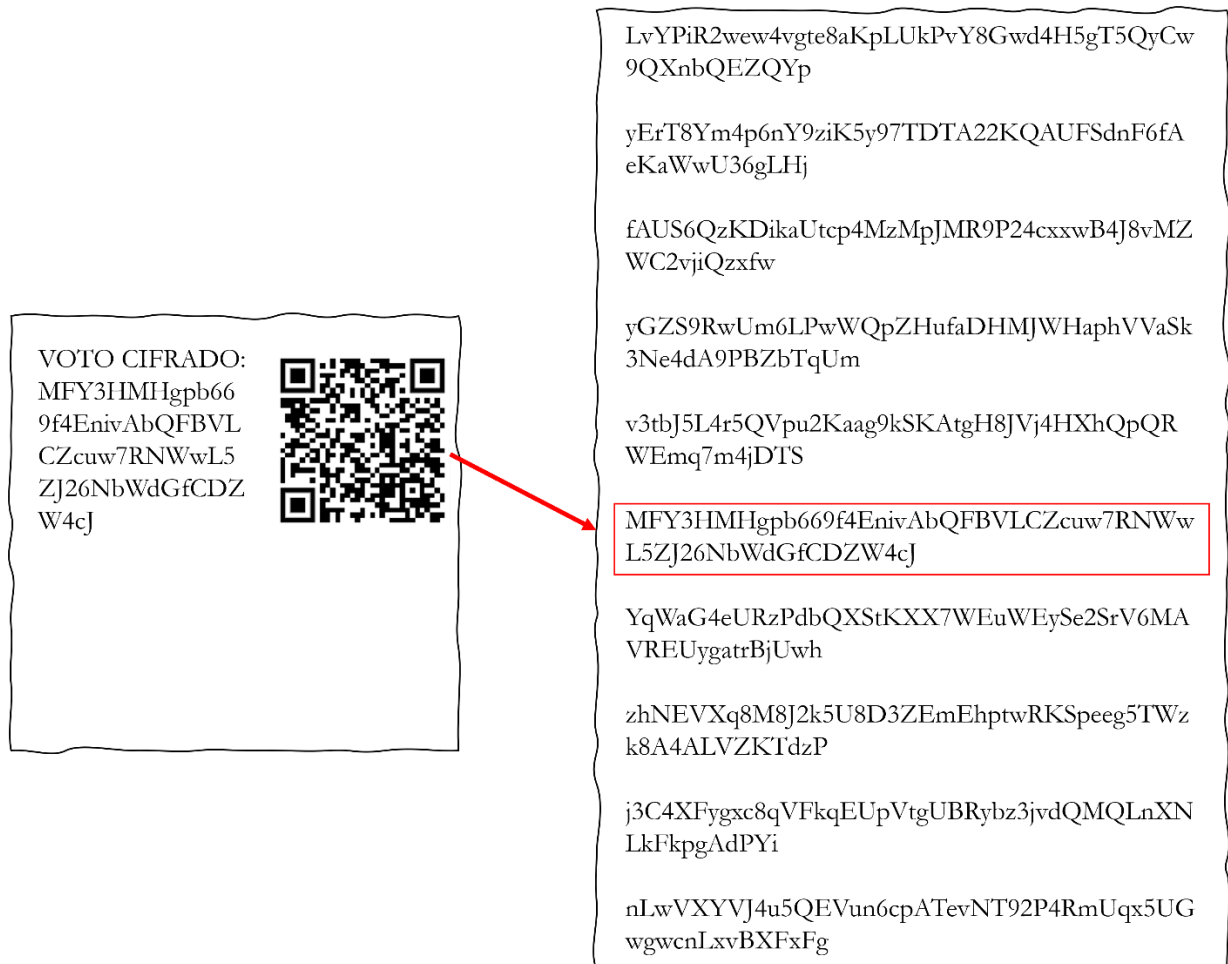 VOTO CIFRADO:
MFY3HMHgpb66
9f4EnivAbQFBVL
CZcuw7RNWwL5
ZJ26NbWdGfCDZ
W4cJ
LvYPiR2wew4vgte8aKpLUkPvY8Gwd4H5gT5QyCw
9QXnbQEZQYp
yErT8Ym4p6nY9ziK5y97TDTA22KQAUFSdnF6fA
eKaWwU36gLHj
fAUS6QzKDikaUtcp4MzMpJMR9P24cxxwB4J8vMZ
WC2vjiQzxfw
yGZS9RwUm6LPwWQpZHufaDHMJWHaphVVaSk
3Ne4dA9PBZbTqUm
v3tbJ5L4r5QVpu2Kaag9kSKAtgH8JVj4HXhQpQR
WEmq7m4jDTS
MFY3HMHgpb669f4EnivAbQFBVLCZcuw7RNWw
L5ZJ26NbWdGfCDZW4cJ
YqWaG4eURzPdbQXStKXX7WEuWEySe2SrV6MA
VREUygatrBjUwh
zhNEVXq8M8J2k5U8D3ZEmEhptwRKSpeeg5TWz
k8A4ALVZKTdzP
j3C4XFygxc8qVFkqEUpVtgUBRybz3jvdQMQLnXN
LkFkpgAdPYi
nLwVXYVJ4u5QEVun6cpATevNT92P4RmUqx5UG
wgwcnLxvBXFxFg